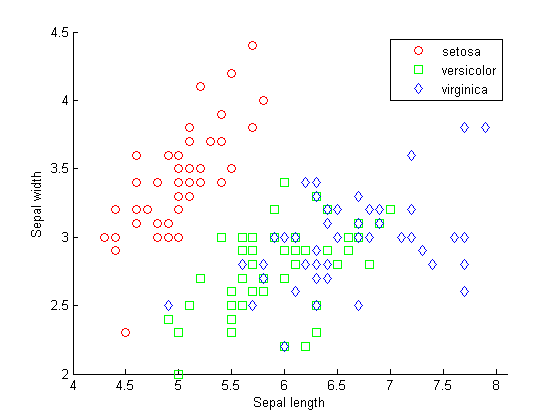 4.5
4
3.5
3
2.5
2
Sepal width
4 4.5 5 5.5 6 6.5 7 7.5 8
Sepal length
setosa
versicolor
virginica